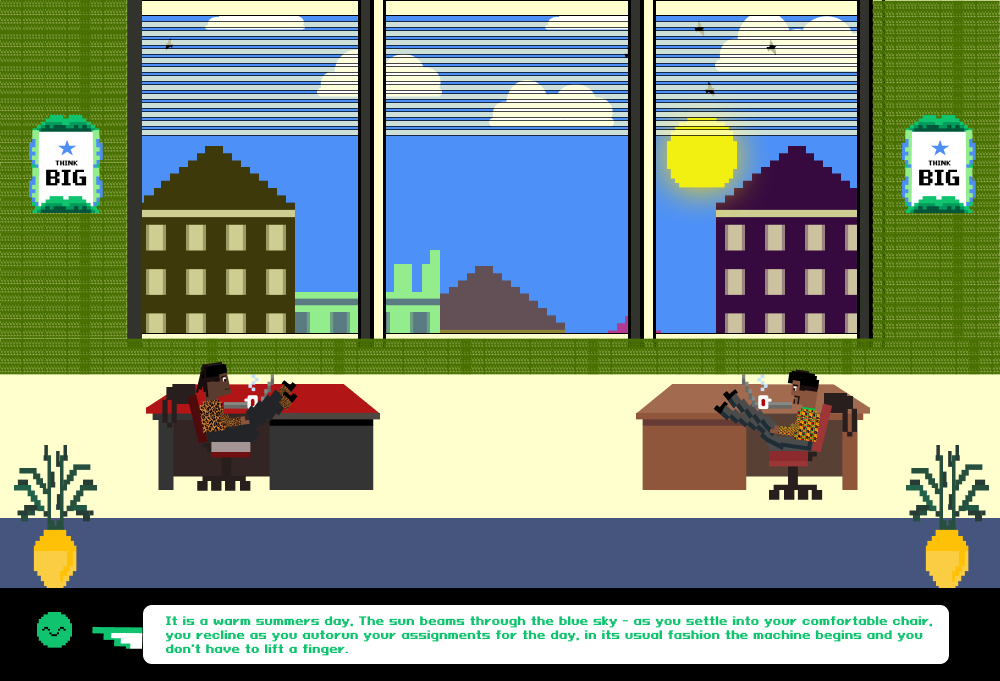 THINK
BIG
THINK
BIG
It is a warm summers day. The sun beams through the blue sky - as you settle into your comfortable chair,
you recline as you autorun your assignments for the day, in its usual fashion the machine begins and you
don't have to lift a finger.